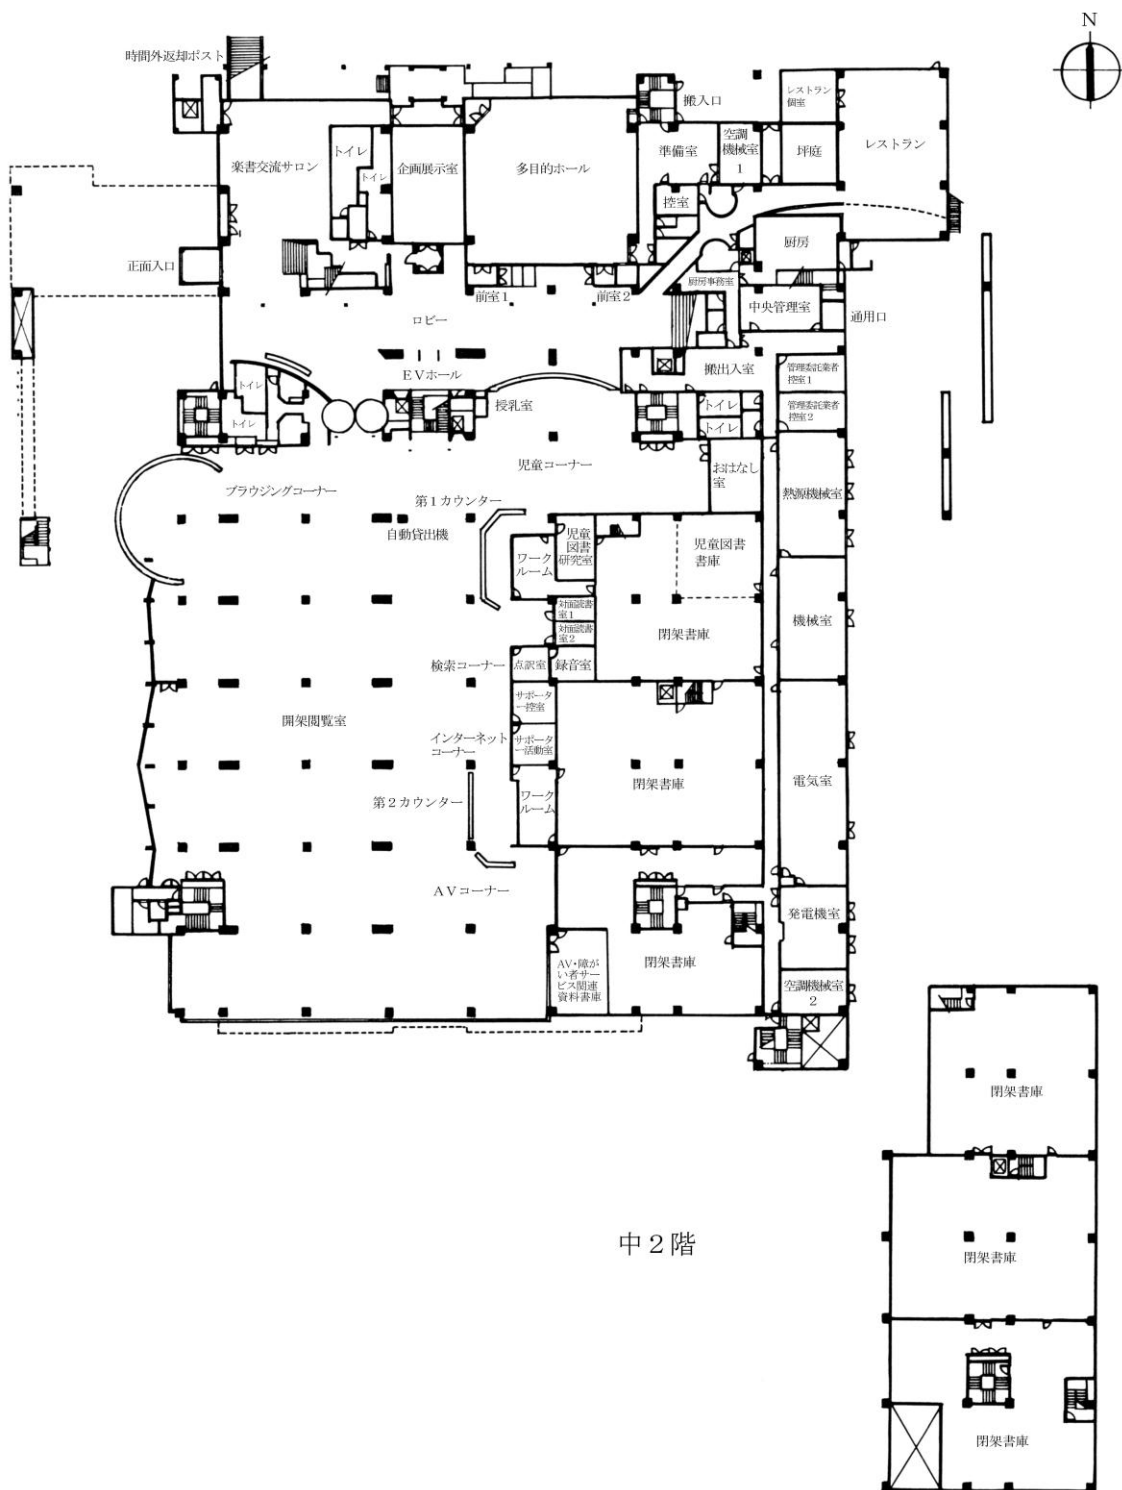 N
時間外返却ポスト
搬入口
レストラン
個室
レストラン
楽書交流サロン
トイレ
トイレ
企画展示室
多目的ホール
準備室
空調
機械室
1
坪庭
控室
正面入口
厨房
前室1
前室2
厨房事務室
中央管理室
通用口
ロビー
EVホール
搬出入室
管理委託業者
控室1
トイレ
トイレ
授乳室
トイレ
トイレ
管理委託業者
控室2
ブラウジングコーナー
児童コーナー
おはなし
室
熱源機械室
第1カウンター
自動貸出機
ワーク
ルーム
児童
図書
研究室
児童図書
書庫
対面読書
室1
対面読書
室2
閉架書庫
機械室
検索コーナー
点訳室
録音室
開架閲覧室
サポータ
ー控室
インターネット
コーナー
サポータ
ー活動室
第2カウンター
ワーク
ルーム
閉架書庫
電気室
AVコーナー
発電機室
AV・障が
い者サー
ビス関連
資料書庫
閉架書庫
空調機械室
2
中2階
閉架書庫
閉架書庫
閉架書庫